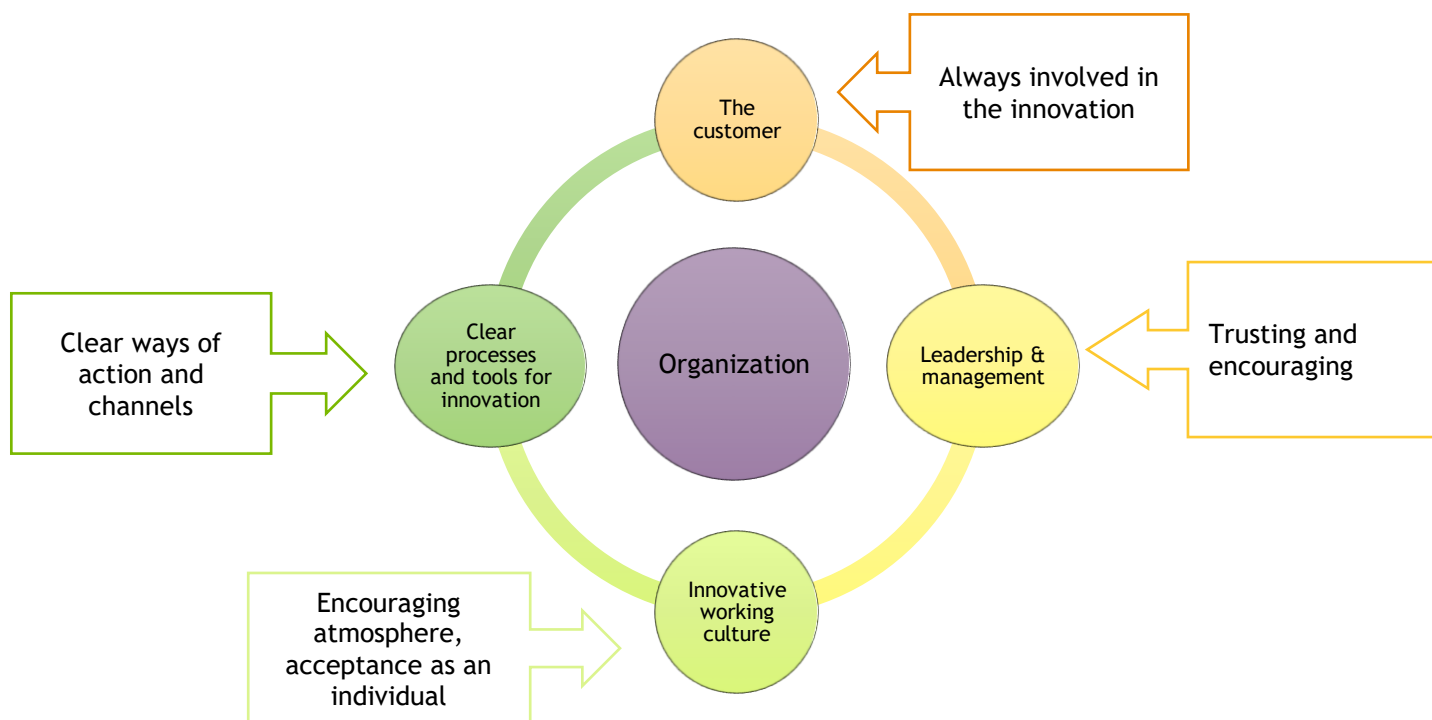 The
customer
Always involved in
the innovation
Clear ways of
action and
channels
Clear
processes
and tools for
innovation
Organization
Leadership &
management
Trusting and
encouraging
Encouraging
atmosphere,
acceptance as an
individual
Innovative
working
culture